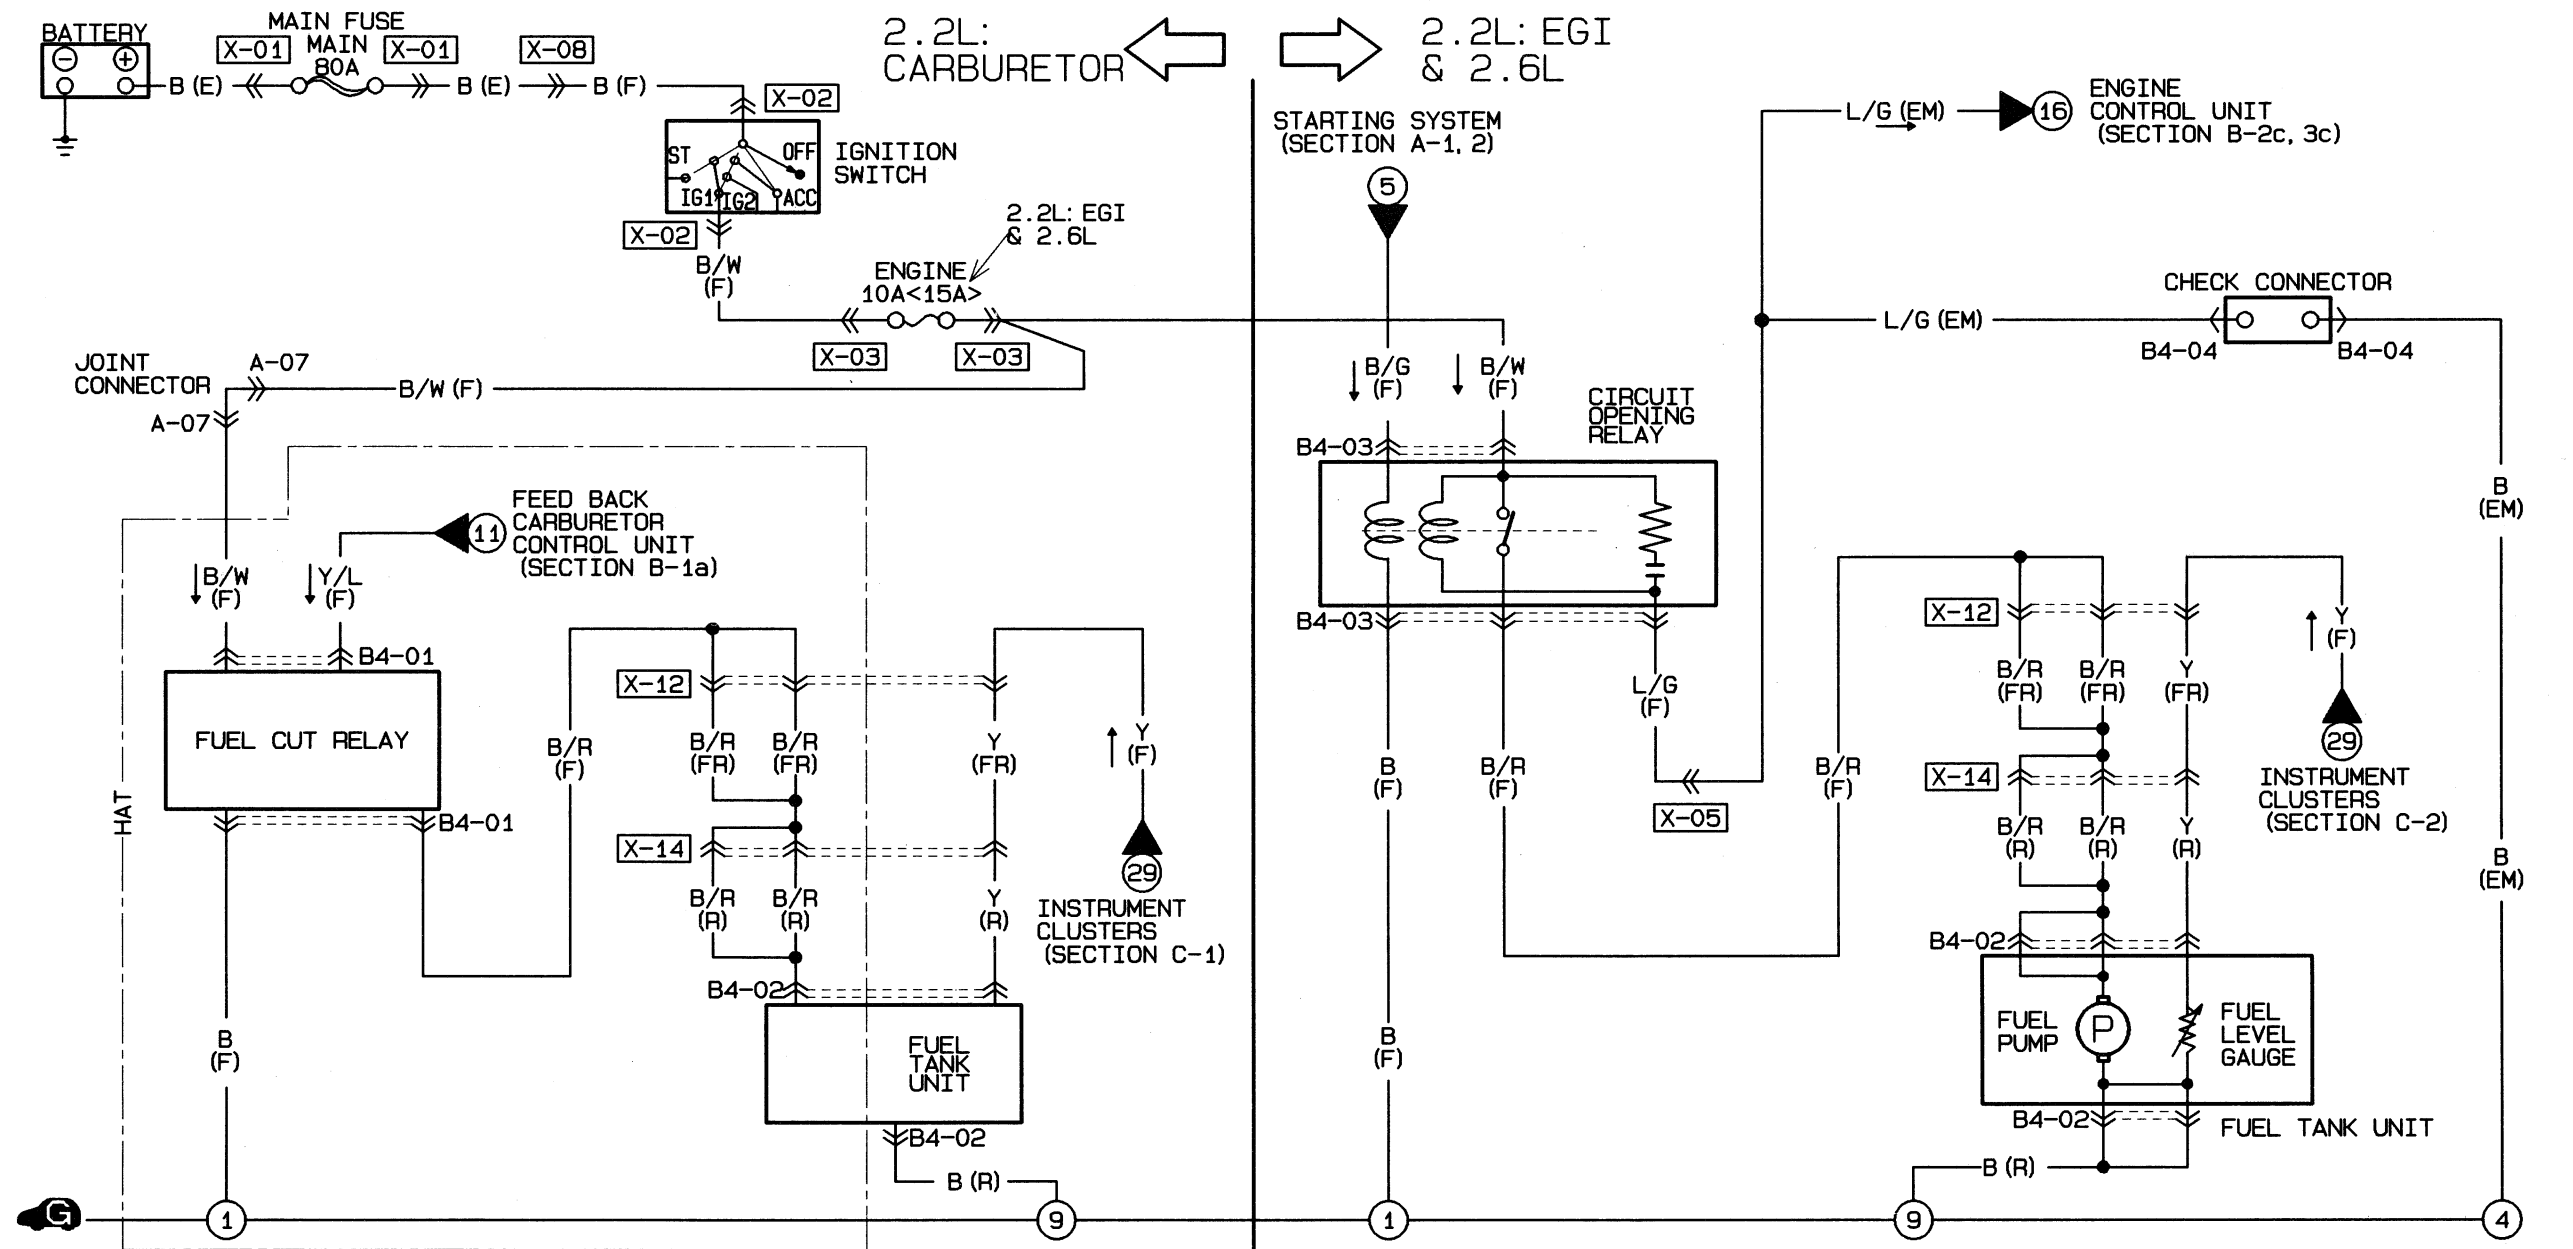 BATTERY
X-01
MAIN FUSE
MAIN
80A
X-01
X-08
B (E)
B (E)
B (F)
X-02
ST
OFF
IG1
IG2
ACC
IGNITION
SWITCH
X-02
B/W
(F)
2.2L:
CARBURETOR
2.2L: EGI
& 2.6L
2.2L: EGI
& 2.6L
ENGINE
10A<15A>
X-03
X-03
JOINT
CONNECTOR
A-07
A-07
B/W (F)
FEED BACK
CARBURETOR
CONTROL UNIT
(SECTION B-1a)
11
B/W
(F)
Y/L
(F)
B4-01
FUEL CUT RELAY
B4-01
HAT
B
(F)
B/R
(F)
X-12
B/R
(FR)
B/R
(FR)
Y
(FR)
Y
(F)
X-14
B/R
(R)
B/R
(R)
Y
(R)
29
INSTRUMENT
CLUSTERS
(SECTION C-1)
B4-02
FUEL
TANK
UNIT
B4-02
B (R)
G
1
9
STARTING SYSTEM
(SECTION A-1, 2)
5
B/G
(F)
B/W
(F)
CIRCUIT
OPENING
RELAY
B4-03
B4-03
L/G
(F)
B
(F)
B/R
(F)
X-05
B/R
(F)
B
(F)
L/G (EM)
16
ENGINE
CONTROL UNIT
(SECTION B-2c, 3c)
CHECK CONNECTOR
L/G (EM)
B4-04
B4-04
B
(EM)
B
(EM)
X-12
B/R
(FR)
B/R
(FR)
Y
(FR)
Y
(F)
29
INSTRUMENT
CLUSTERS
(SECTION C-2)
X-14
B/R
(R)
B/R
(R)
Y
(R)
B4-02
FUEL
PUMP
P
FUEL
LEVEL
GAUGE
B4-02
FUEL TANK UNIT
B (R)
1
9
4